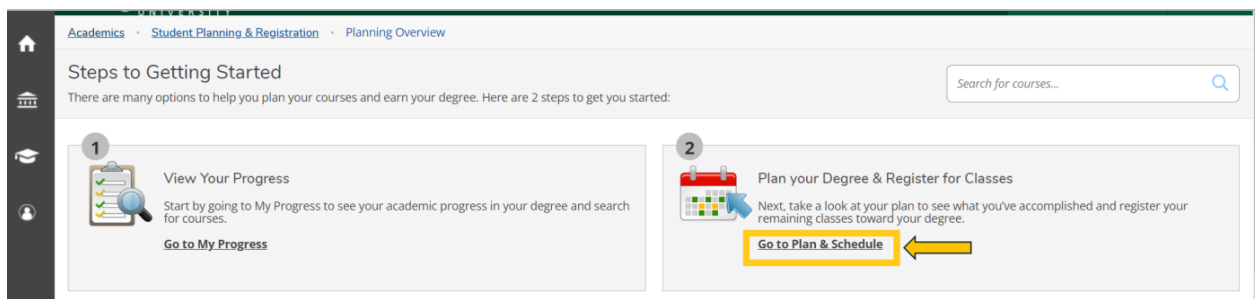 UNIVERSITY
Academics · Student Planning & Registration · Planning Overview
Steps to Getting Started
There are many options to help you plan your courses and earn your degree. Here are 2 steps to get you started:
Search for courses...
1
View Your Progress
Start by going to My Progress to see your academic progress in your degree and search
for courses.
Go to My Progress
2
Plan your Degree & Register for Classes
Next, take a look at your plan to see what you've accomplished and register your
remaining classes toward your degree.
Go to Plan & Schedule